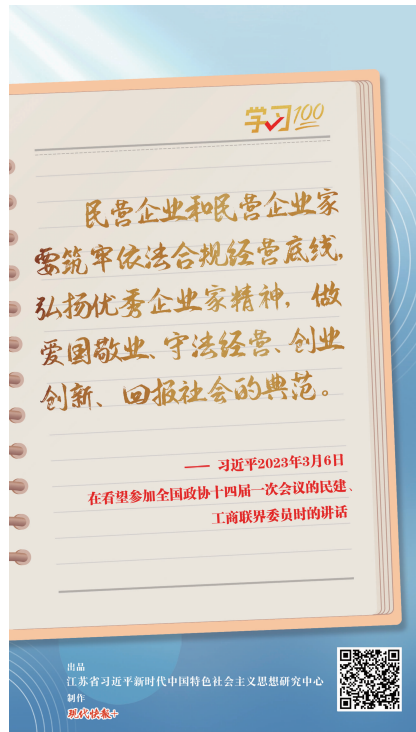 学习100
民营企业和民营企业家
要筑牢依法合规经营底线，
弘扬优秀企业家精神，做
爱国敬业、守法经营、创业
创新、回报社会的典范。
—— 习近平2023年3月6日
在看望参加全国政协十四届一次会议的民建、
工商联界委员时的讲话
出品
江苏省习近平新时代中国特色社会主义思想研究中心
制作
现代快报+